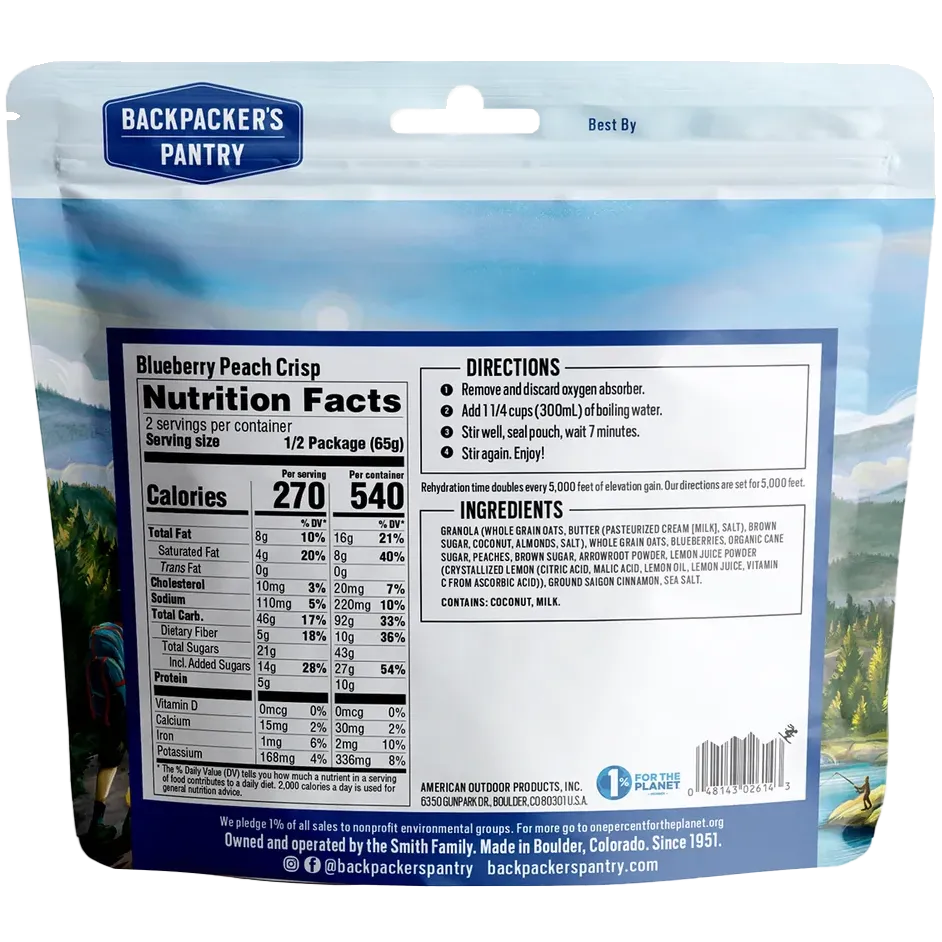 BACKPACKER'S
PANTRY
Best By
Blueberry Peach Crisp
Nutrition Facts
2 servings per container
Serving size 1/2 Package (65g)
Per serving Per container
Calories 270 540
% DV* % DV*
Total Fat 8g 10% 16g 21%
Saturated Fat 4g 20% 8g 40%
Trans Fat 0g 0g
Cholesterol 10mg 3% 20mg 7%
Sodium 110mg 5% 220mg 10%
Total Carb. 46g 17% 92g 33%
Dietary Fiber 5g 18% 10g 36%
Total Sugars 21g 43g
Incl. Added Sugars 14g 28% 27g 54%
Protein 5g 10g
Vitamin D 0mcg 0% 0mcg 0%
Calcium 15mg 2% 30mg 2%
Iron 1mg 6% 2mg 10%
Potassium 168mg 4% 336mg 8%
* The % Daily Value (DV) tells you how much a nutrient in a serving
of food contributes to a daily diet. 2,000 calories a day is used for
general nutrition advice.
DIRECTIONS
1 Remove and discard oxygen absorber.
2 Add 1 1/4 cups (300mL) of boiling water.
3 Stir well, seal pouch, wait 7 minutes.
4 Stir again. Enjoy!
Rehydration time doubles every 5,000 feet of elevation gain. Our directions are set for 5,000 feet.
INGREDIENTS
GRANOLA (WHOLE GRAIN OATS, BUTTER (PASTEURIZED CREAM [MILK], SALT), BROWN
SUGAR, COCONUT, ALMONDS, SALT), WHOLE GRAIN OATS, BLUEBERRIES, ORGANIC CANE
SUGAR, PEACHES, BROWN SUGAR, ARROWROOT POWDER, LEMON JUICE POWDER
(CRYSTALLIZED LEMON (CITRIC ACID, MALIC ACID, LEMON OIL, LEMON JUICE, VITAMIN
C FROM ASCORBIC ACID)), GROUND SAIGON CINNAMON, SEA SALT.
CONTAINS: COCONUT, MILK.
AMERICAN OUTDOOR PRODUCTS, INC.
6350 GUNPARK DR., BOULDER, CO 80301 U.S.A.
1% FOR THE
PLANET
0 48143 02614 3
We pledge 1% of all sales to nonprofit environmental groups. For more go to onepercentfortheplanet.org
Owned and operated by the Smith Family. Made in Boulder, Colorado. Since 1951.
@backpackerspantry backpackerspantry.com